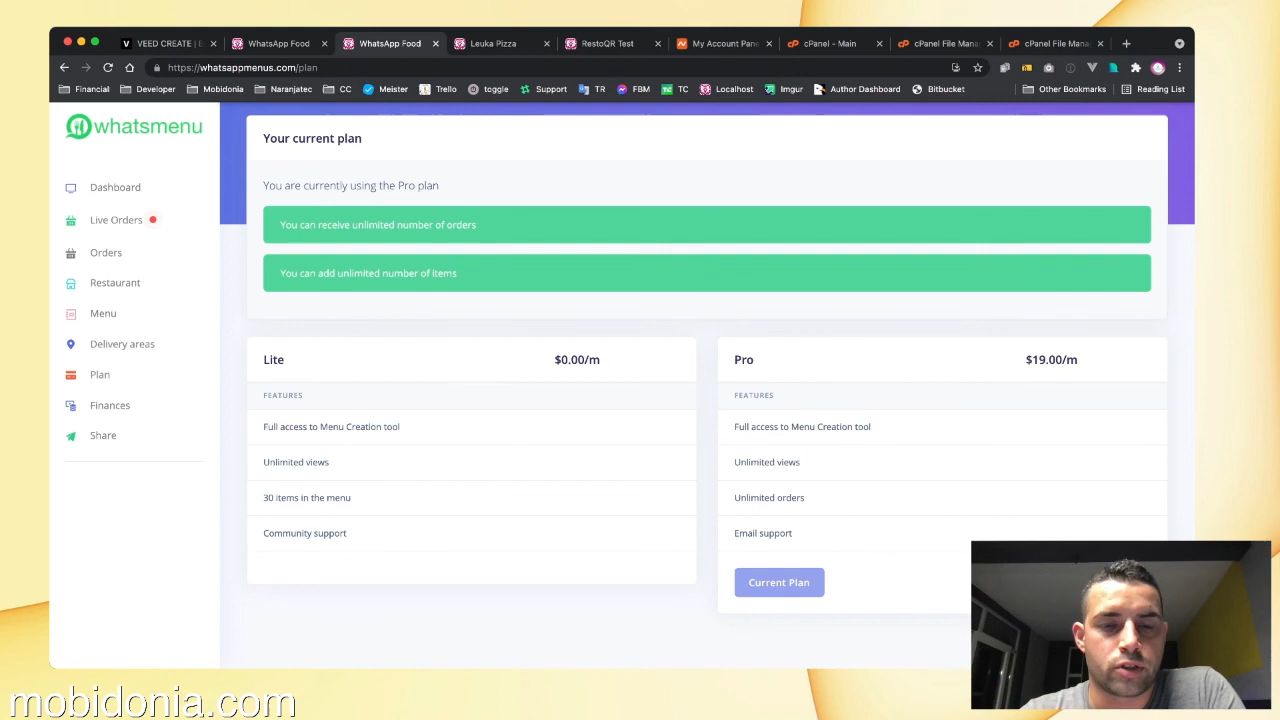 VEED CREATE | E
WhatsApp Food
WhatsApp Food
Leuka Pizza
RestoQR Test
My Account Pane
cPanel - Main
cPanel File Mana
cPanel File Mana
https://whatsappmenus.com/plan
Financial
Developer
Mobidonia
Naranjatec
CC
Meister
Trello
toggle
Support
TR
FBM
TC
Localhost
Imgur
Author Dashboard
Bitbucket
Other Bookmarks
Reading List
whatsmenu
Dashboard
Live Orders
Orders
Restaurant
Menu
Delivery areas
Plan
Finances
Share
Your current plan
You are currently using the Pro plan
You can receive unlimited number of orders
You can add unlimited number of items
Lite $0.00/m
FEATURES
Full access to Menu Creation tool
Unlimited views
30 items in the menu
Community support
Pro $19.00/m
FEATURES
Full access to Menu Creation tool
Unlimited views
Unlimited orders
Email support
Current Plan
mobidonia.com